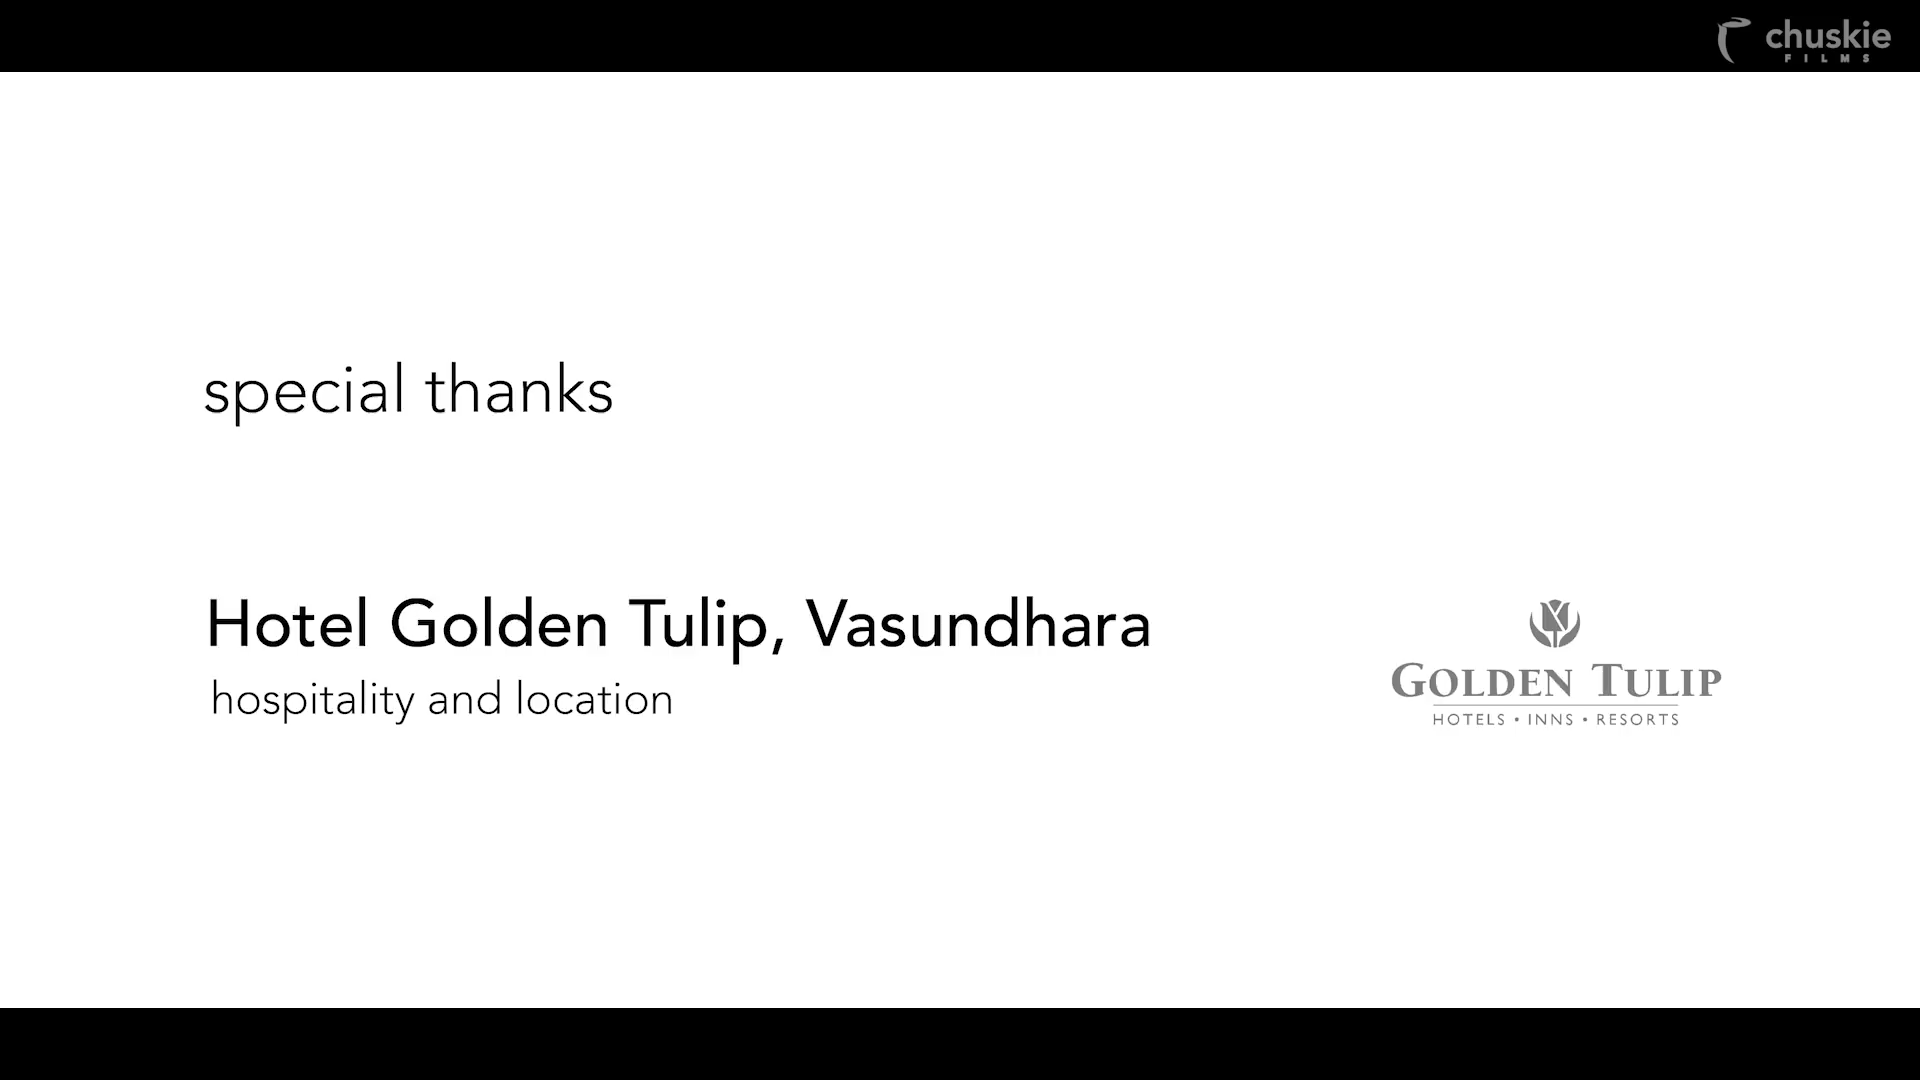 chuskie
FILMS
special thanks
Hotel Golden Tulip, Vasundhara
hospitality and location
GOLDEN TULIP
HOTELS • INNS • RESORTS